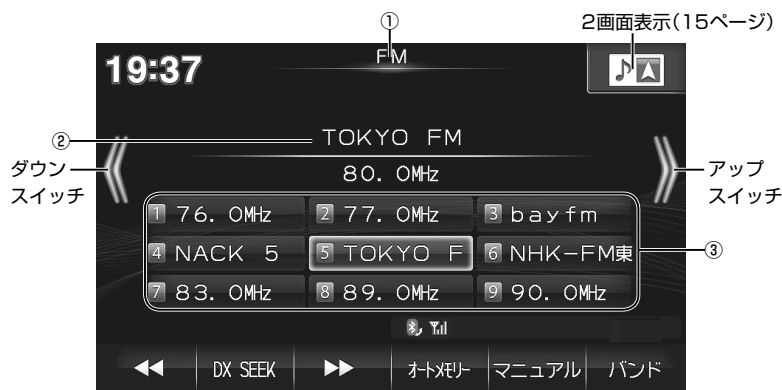 ①
2画面表示(15ページ)
19:37
FM
② TOKYO FM
ダウン
スイッチ
アップ
スイッチ
80. 0MHz
1 76. 0MHz
2 77. 0MHz
3 bayfm
4 NACK 5
5 TOKYO F
6 NHK-FM東
③
7 83. 0MHz
8 89. 0MHz
9 90. 0MHz
DX SEEK
オートメモリー
マニュアル
バンド